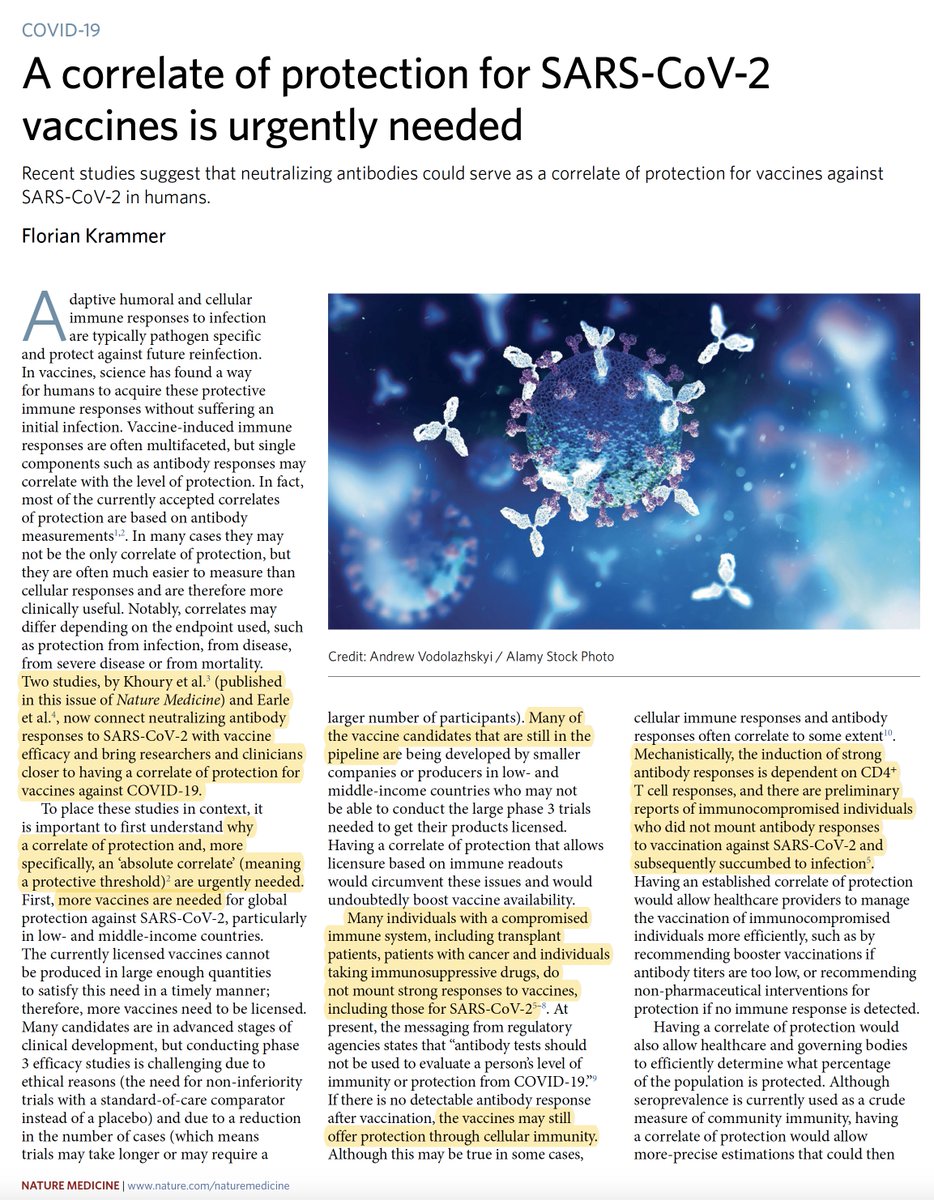 COVID-19
A correlate of protection for SARS-CoV-2
vaccines is urgently needed
Recent studies suggest that neutralizing antibodies could serve as a correlate of protection for vaccines against
SARS-CoV-2 in humans.
Florian Krammer
Adaptive humoral and cellular
immune responses to infection
are typically pathogen specific
and protect against future reinfection.
In vaccines, science has found a way
for humans to acquire these protective
immune responses without suffering an
initial infection. Vaccine-induced immune
responses are often multifaceted, but single
components such as antibody responses may
correlate with the level of protection. In fact,
most of the currently accepted correlates
of protection are based on antibody
measurements1,2. In many cases they may
not be the only correlate of protection, but
they are often much easier to measure than
cellular responses and are therefore more
clinically useful. Notably, correlates may
differ depending on the endpoint used, such
as protection from infection, from disease,
from severe disease or from mortality.
Two studies, by Khoury et al.3 (published
in this issue of Nature Medicine) and Earle
et al.4, now connect neutralizing antibody
responses to SARS-CoV-2 with vaccine
efficacy and bring researchers and clinicians
closer to having a correlate of protection for
vaccines against COVID-19.
To place these studies in context, it
is important to first understand why
a correlate of protection and, more
specifically, an ‘absolute correlate’ (meaning
a protective threshold)2 are urgently needed.
First, more vaccines are needed for global
protection against SARS-CoV-2, particularly
in low- and middle-income countries.
The currently licensed vaccines cannot
be produced in large enough quantities
to satisfy this need in a timely manner;
therefore, more vaccines need to be licensed.
Many candidates are in advanced stages of
clinical development, but conducting phase
3 efficacy studies is challenging due to
ethical reasons (the need for non-inferiority
trials with a standard-of-care comparator
instead of a placebo) and due to a reduction
in the number of cases (which means
trials may take longer or may require a
Credit: Andrew Vodolazhskyi / Alamy Stock Photo
larger number of participants). Many of
the vaccine candidates that are still in the
pipeline are being developed by smaller
companies or producers in low- and
middle-income countries who may not
be able to conduct the large phase 3 trials
needed to get their products licensed.
Having a correlate of protection that allows
licensure based on immune readouts
would circumvent these issues and would
undoubtedly boost vaccine availability.
Many individuals with a compromised
immune system, including transplant
patients, patients with cancer and individuals
taking immunosuppressive drugs, do
not mount strong responses to vaccines,
including those for SARS-CoV-25–8. At
present, the messaging from regulatory
agencies states that “antibody tests should
not be used to evaluate a person’s level of
immunity or protection from COVID-19.”9
If there is no detectable antibody response
after vaccination, the vaccines may still
offer protection through cellular immunity.
Although this may be true in some cases,
cellular immune responses and antibody
responses often correlate to some extent10.
Mechanistically, the induction of strong
antibody responses is dependent on CD4+
T cell responses, and there are preliminary
reports of immunocompromised individuals
who did not mount antibody responses
to vaccination against SARS-CoV-2 and
subsequently succumbed to infection5.
Having an established correlate of protection
would allow healthcare providers to manage
the vaccination of immunocompromised
individuals more efficiently, such as by
recommending booster vaccinations if
antibody titers are too low, or recommending
non-pharmaceutical interventions for
protection if no immune response is detected.
Having a correlate of protection would
also allow healthcare and governing bodies
to efficiently determine what percentage
of the population is protected. Although
seroprevalence is currently used as a crude
measure of community immunity, having
a correlate of protection would allow
more-precise estimations that could then
NATURE MEDICINE | www.nature.com/naturemedicine